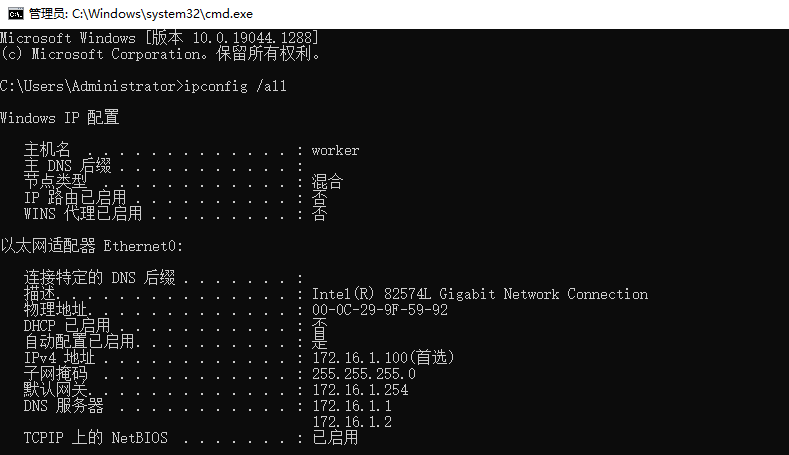 管理员: C:\Windows\system32\cmd.exe
Microsoft Windows [版本 10.0.19044.1288]
(c) Microsoft Corporation。保留所有权利。
C:\Users\Administrator>ipconfig /all
Windows IP 配置
主机名 . . . . . . . . . . . . . : worker
主 DNS 后缀 . . . . . . . . . . . :
节点类型 . . . . . . . . . . . . : 混合
IP 路由已启用 . . . . . . . . . . : 否
WINS 代理已启用 . . . . . . . . . : 否
以太网适配器 Ethernet0:
连接特定的 DNS 后缀 . . . . . . . :
描述. . . . . . . . . . . . . . . : Intel(R) 82574L Gigabit Network Connection
物理地址. . . . . . . . . . . . . : 00-0C-29-9F-59-92
DHCP 已启用 . . . . . . . . . . . : 否
自动配置已启用. . . . . . . . . . : 是
IPv4 地址 . . . . . . . . . . . . : 172.16.1.100(首选)
子网掩码 . . . . . . . . . . . . : 255.255.255.0
默认网关. . . . . . . . . . . . . : 172.16.1.254
DNS 服务器 . . . . . . . . . . . : 172.16.1.1
172.16.1.2
TCPIP 上的 NetBIOS . . . . . . . : 已启用